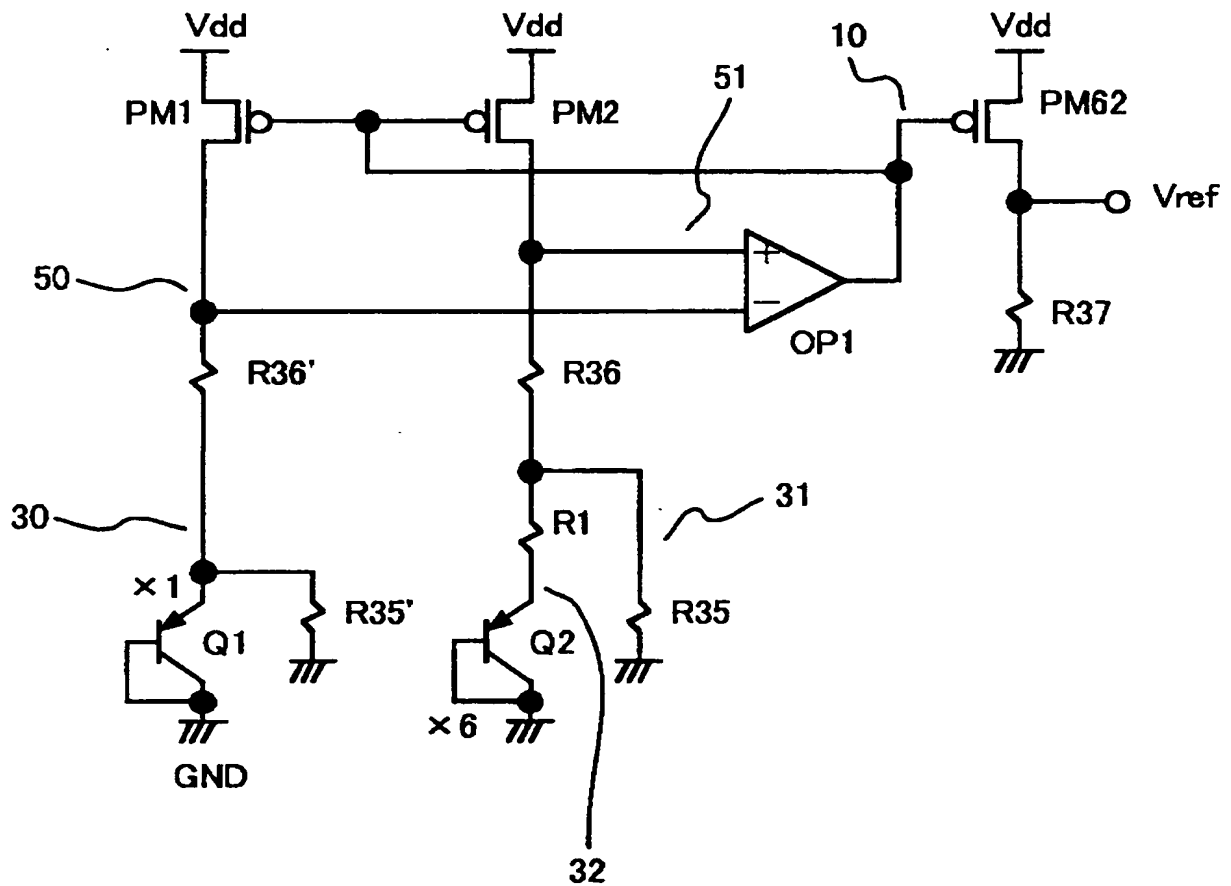 Vdd Vdd Vdd
10
51
PM1 PM2 PM62
Vref
50
+
−
OP1
R37
R36' R36
30
R1
31
×1
R35' R35
Q1 Q2
×6
GND
32